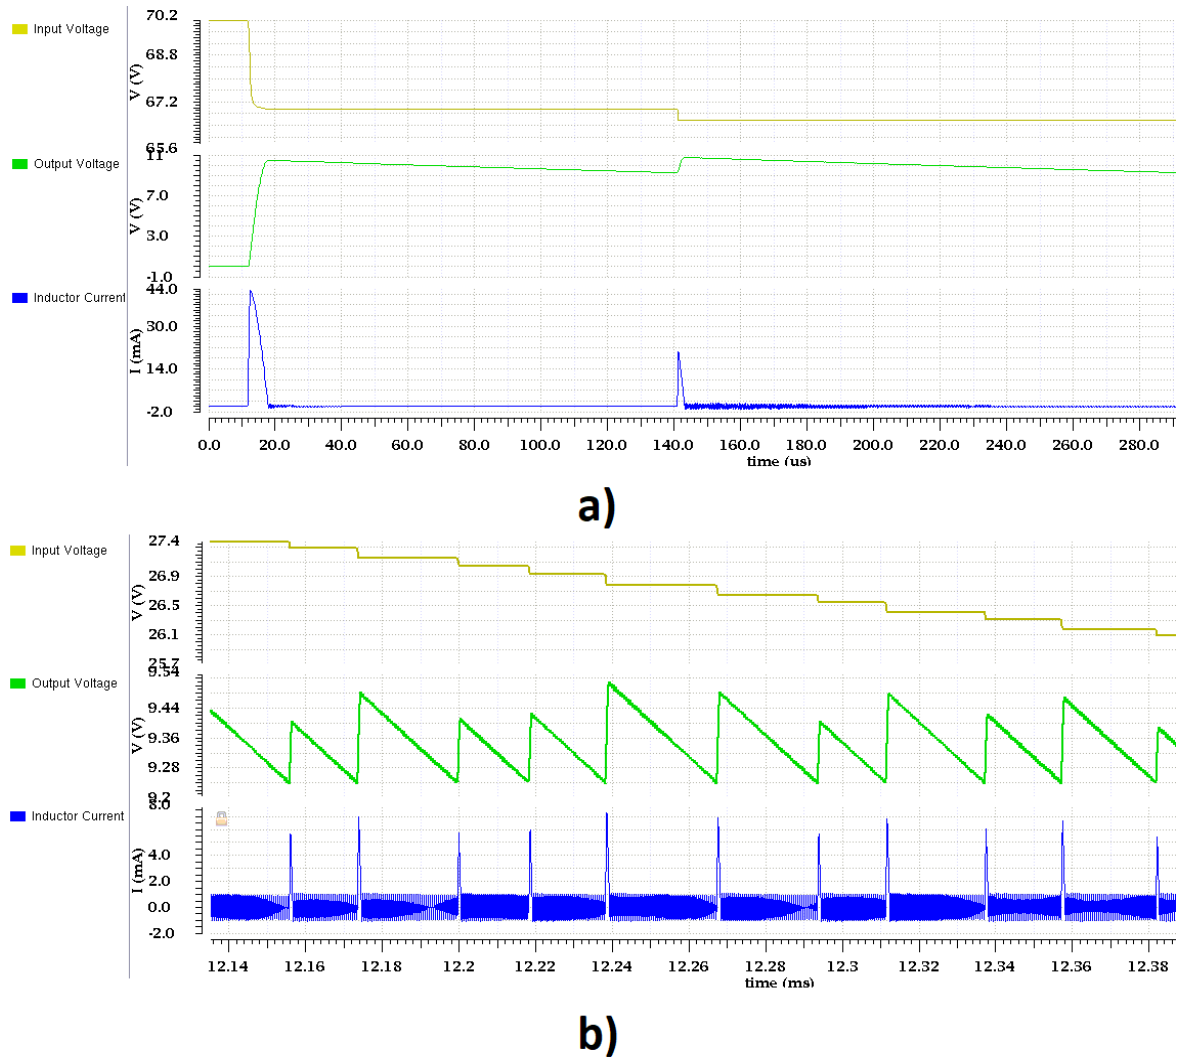 Input Voltage
70.2
68.8
67.2
65.6
V (V)
Output Voltage
11
7.0
3.0
-1.0
V (V)
Inductor Current
44.0
30.0
14.0
-2.0
I (mA)
0.0 20.0 40.0 60.0 80.0 100.0 120.0 140.0 160.0 180.0 200.0 220.0 240.0 260.0 280.0
time (us)
a)
Input Voltage
27.4
26.9
26.5
26.1
25.7
V (V)
Output Voltage
9.54
9.44
9.36
9.28
9.2
V (V)
Inductor Current
8.0
4.0
2.0
0.0
-2.0
I (mA)
12.14 12.16 12.18 12.2 12.22 12.24 12.26 12.28 12.3 12.32 12.34 12.36 12.38
time (ms)
b)